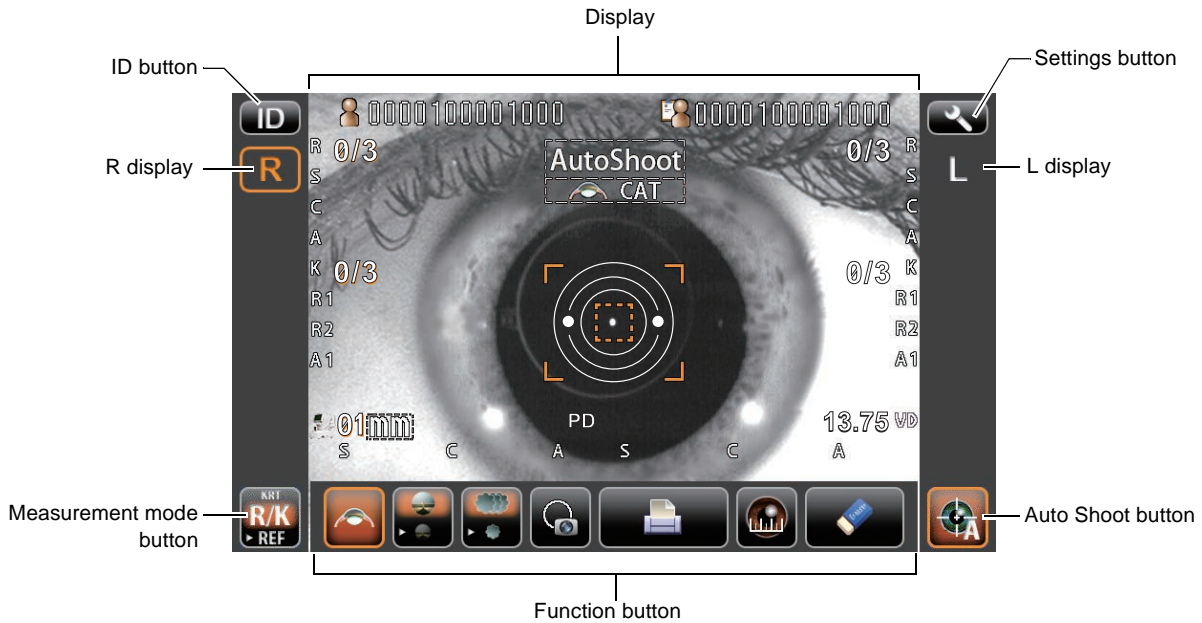 Display
ID button
Settings button
ID
0000100001000
0000100001000
R display
R
R 0/3
AutoShoot
0/3 R
L
L display
S
CAT
S
C
C
A
A
K 0/3
0/3 K
R1
R1
R2
R2
A1
A1
PD
01mm
13.75 VD
S C A S C A
Measurement mode
button
KRT
R/K
REF
A
Auto Shoot button
Function button